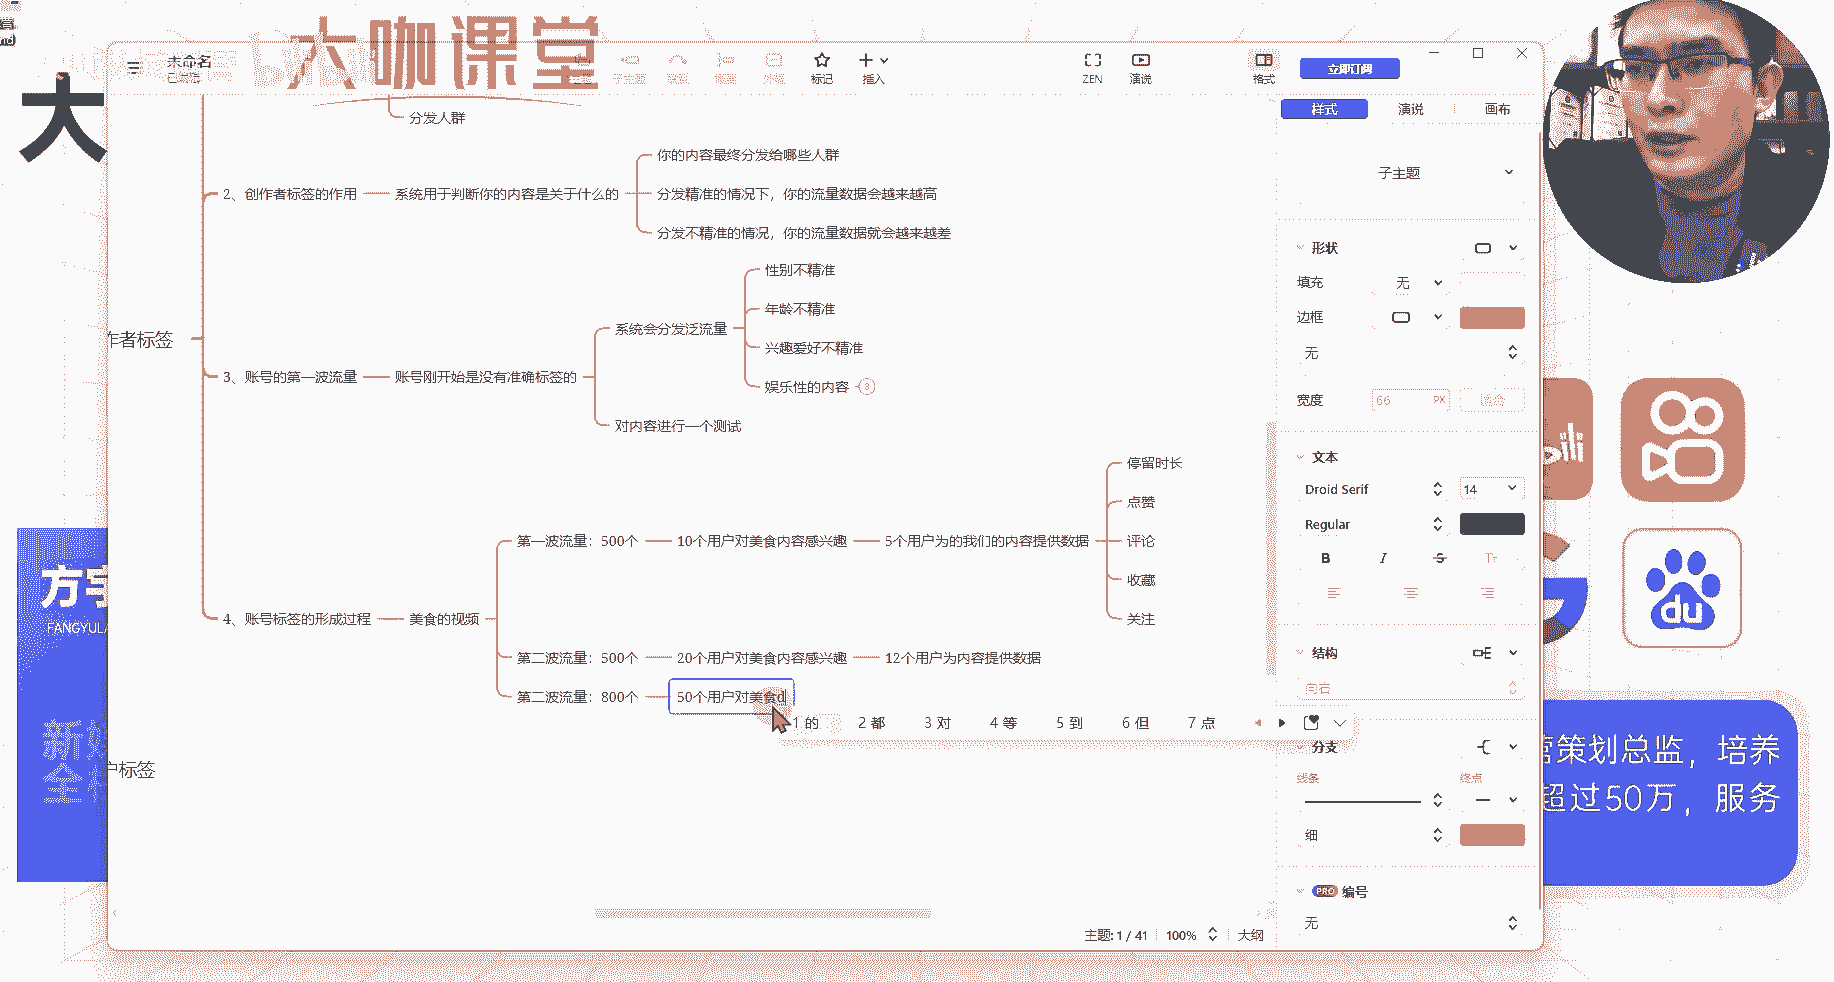 大咖课堂
大
未命名
标记
插入
ZEN
演说
格式
立即订阅
样式
演说
画布
分发人群
2、创作者标签的作用
系统用于判断你的内容是关于什么的
你的内容最终分发给哪些人群
分发精准的情况下，你的流量数据会越来越高
分发不精准的情况，你的流量数据就会越来越差
作者标签
3、账号的第一波流量
账号刚开始是没有准确标签的
系统会分发泛流量
性别不精准
年龄不精准
兴趣爱好不精准
娱乐性的内容
3
对内容进行一个测试
4、账号标签的形成过程
美食的视频
第一波流量：500个
10个用户对美食内容感兴趣
5个用户为的我们的内容提供数据
停留时长
点赞
评论
收藏
关注
第二波流量：500个
20个用户对美食内容感兴趣
12个用户为内容提供数据
第二波流量：800个
50个用户对美食d
1 的
2 都
3 对
4 等
5 到
6 但
7 点
户标签
子主题
形状
填充
无
边框
无
宽度
66
PX
文本
Droid Serif
14
Regular
B
I
S
Tт
结构
向右
分支
线条
终点
细
PRO 编号
无
主题: 1 / 41
100%
大纲
方宇
FANGYULA
新
全
ili
du
营策划总监，培养
超过50万，服务